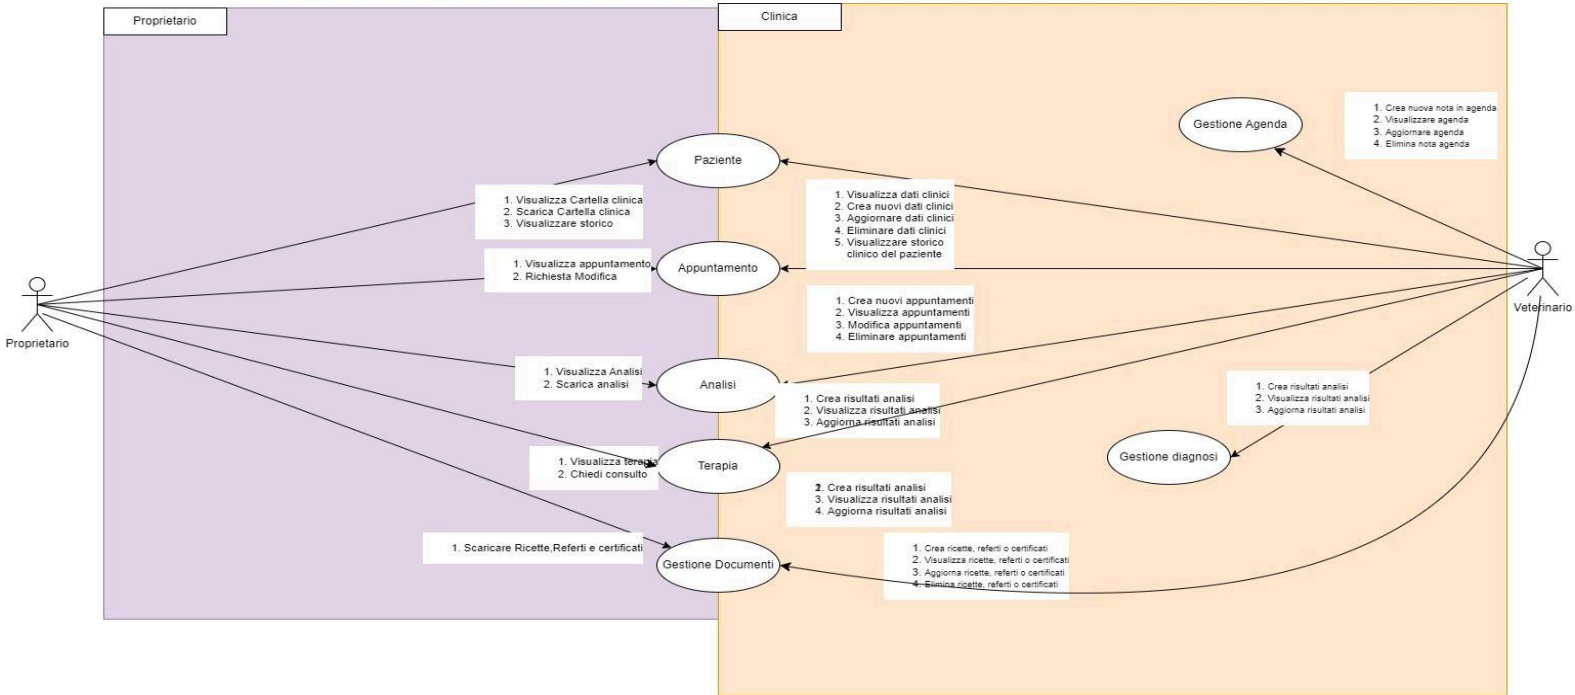 Proprietario
Clinica
Gestione Agenda
1. Crea nuova nota in agenda
2. Visualizzare agenda
3. Aggiornare agenda
4. Elimina nota agenda
Paziente
1. Visualizza Cartella clinica
2. Scarica Cartella clinica
3. Visualizzare storico
1. Visualizza dati clinici
2. Crea nuovi dati clinici
3. Aggiornare dati clinici
4. Eliminare dati clinici
5. Visualizzare storico
clinico del paziente
1. Visualizza appuntamento
2. Richiesta Modifica
Appuntamento
Proprietario
Veterinario
1. Crea nuovi appuntamenti
2. Visualizza appuntamenti
3. Modifica appuntamenti
4. Eliminare appuntamenti
1. Visualizza Analisi
2. Scarica analisi
Analisi
1. Crea risultati analisi
2. Visualizza risultati analisi
3. Aggiorna risultati analisi
1. Crea risultati analisi
2. Visualizza risultati analisi
3. Aggiorna risultati analisi
Gestione diagnosi
1. Visualizza terapia
2. Chiedi consulto
Terapia
2. Crea risultati analisi
3. Visualizza risultati analisi
4. Aggiorna risultati analisi
1. Scaricare Ricette,Referti e certificati
Gestione Documenti
1. Crea ricette, referti o certificati
2. Visualizza ricette, referti o certificati
3. Aggiorna ricette, referti o certificati
4. Elimina ricette, referti o certificati